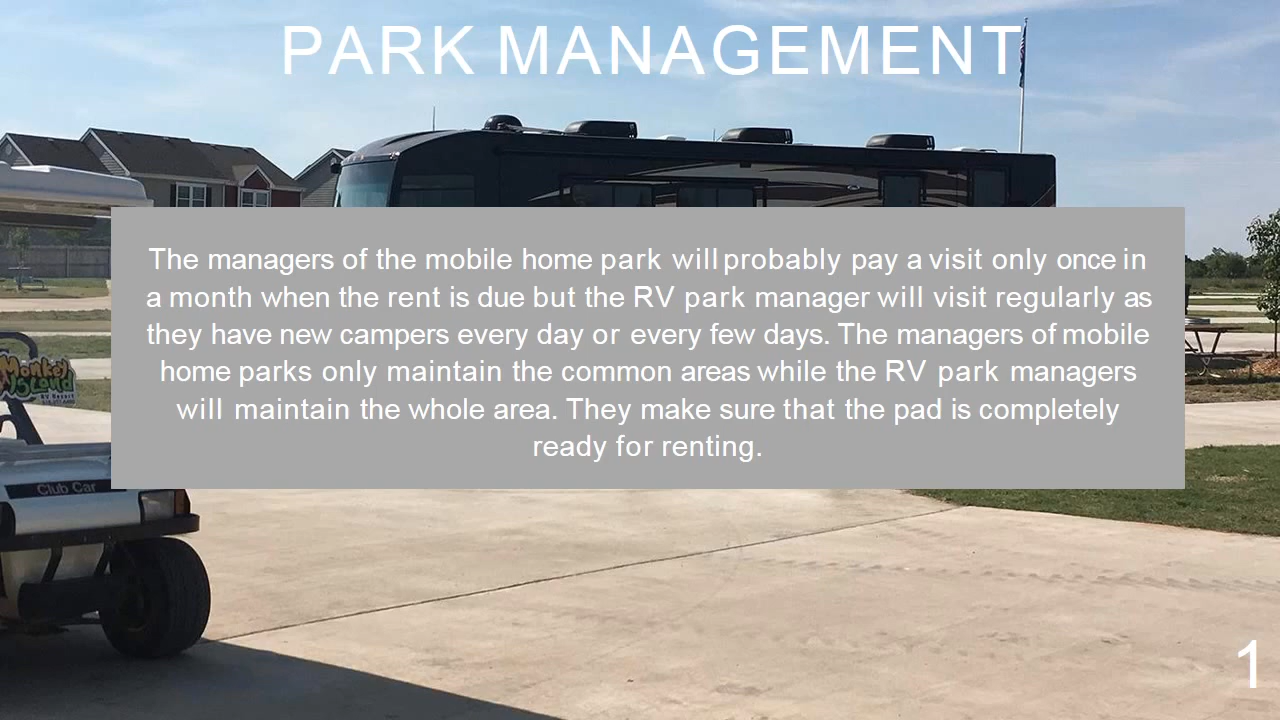 PARK MANAGEMENT
The managers of the mobile home park will probably pay a visit only once in
a month when the rent is due but the RV park manager will visit regularly as
they have new campers every day or every few days. The managers of mobile
home parks only maintain the common areas while the RV park managers
will maintain the whole area. They make sure that the pad is completely
ready for renting.
Monkey
Island
RV Resort
Club Car
1